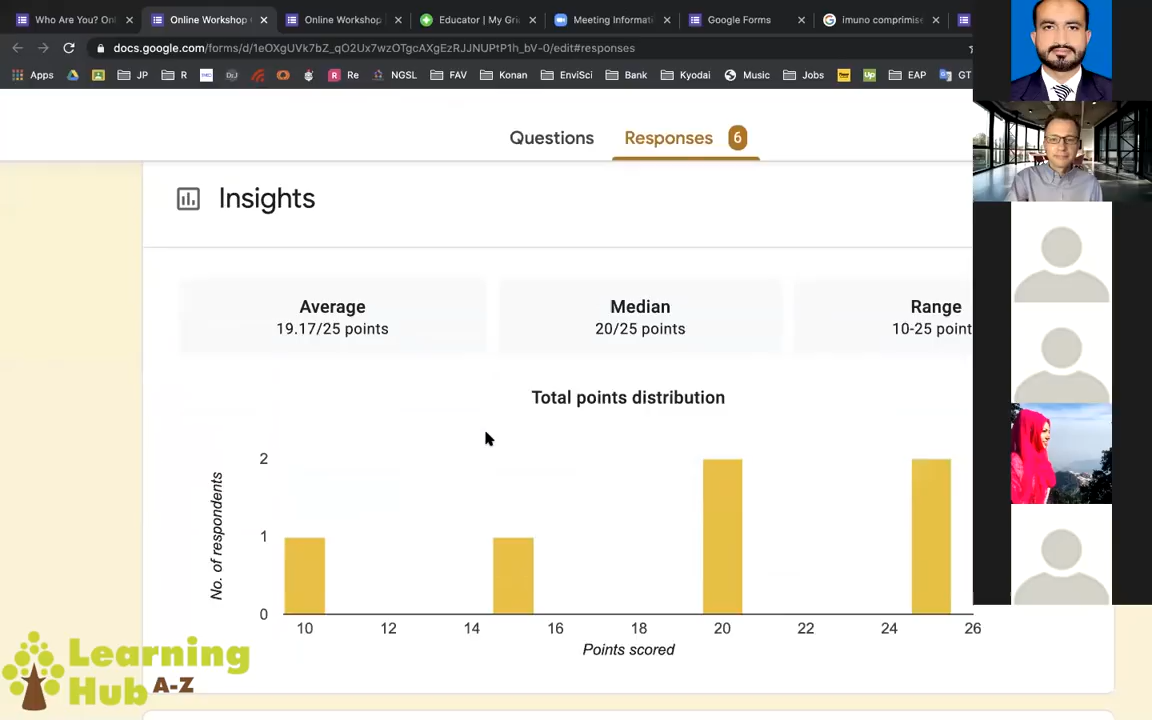 Who Are You? Onl
Online Workshop
Online Workshop
Educator | My Gr
Meeting Informati
Google Forms
imuno comprimise
docs.google.com/forms/d/1eOXgUVk7bZ_qO2Ux7wzOTgcAXgEzRJJNUPtP1h_bV-0/edit#responses
Apps
JP
R
Re
NGSL
FAV
Konan
EnviSci
Bank
Kyodai
Music
Jobs
Up
EAP
GT
Questions
Responses 6
Insights
Average
19.17/25 points
Median
20/25 points
Range
10-25 point
Total points distribution
No. of respondents
2
1
0
10 12 14 16 18 20 22 24 26
Points scored
Learning
Hub A-Z